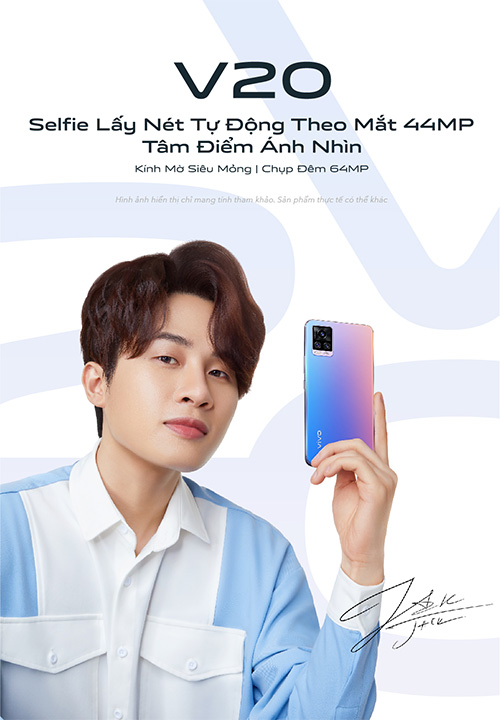 V20
Selfie Lấy Nét Tự Động Theo Mắt 44MP
Tâm Điểm Ánh Nhìn
Kính Mờ Siêu Mỏng | Chụp Đêm 64MP
Hình ảnh hiển thị chỉ mang tính tham khảo. Sản phẩm thực tế có thể khác
vivo